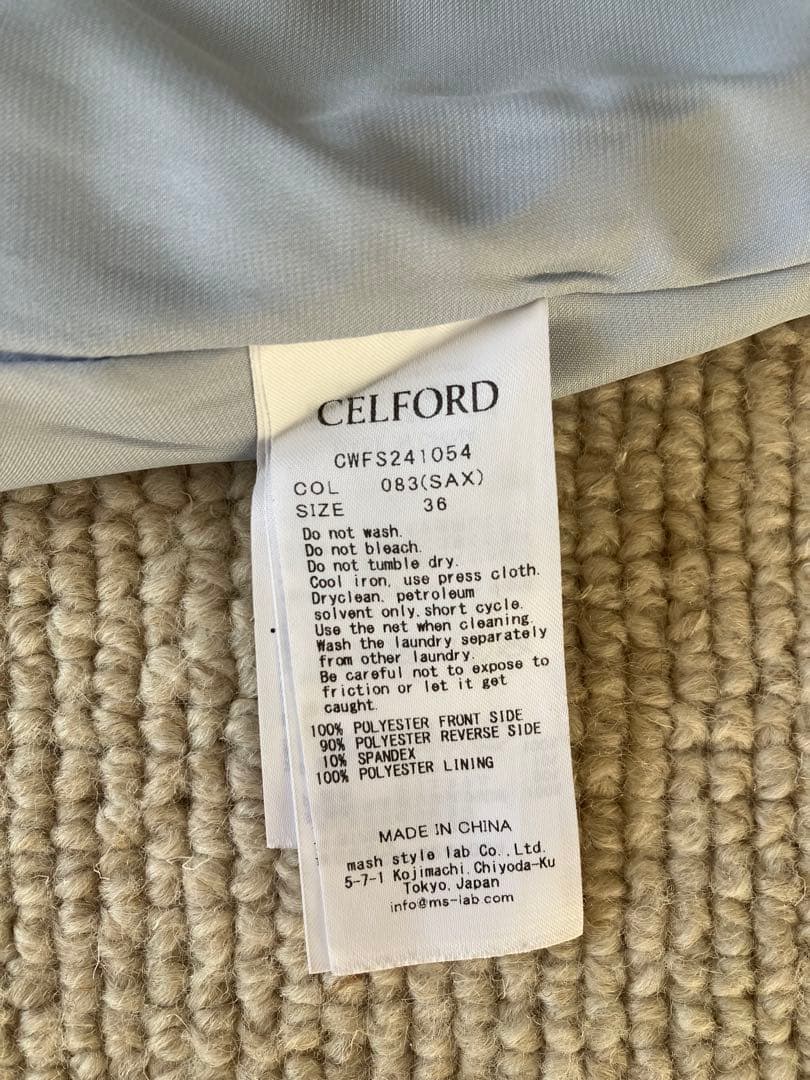 CELFORD
CWFS241054
COL 083(SAX)
SIZE 36
Do not wash.
Do not bleach.
Do not tumble dry.
Cool iron, use press cloth.
Dryclean, petroleum
solvent only, short cycle.
Use the net when cleaning.
Wash the laundry separately
from other laundry.
Be careful not to expose to
friction or let it get
caught.
100% POLYESTER FRONT SIDE
90% POLYESTER REVERSE SIDE
10% SPANDEX
100% POLYESTER LINING
MADE IN CHINA
mash style lab Co., Ltd.
5-7-1 Kojimachi, Chiyoda-Ku
Tokyo, Japan
info@ms-lab.com